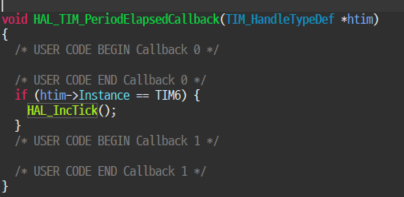 void HAL_TIM_PeriodElapsedCallback(TIM_HandleTypeDef *htim)
{
  /* USER CODE BEGIN Callback 0 */

  /* USER CODE END Callback 0 */
  if (htim->Instance == TIM6) {
    HAL_IncTick();
  }
  /* USER CODE BEGIN Callback 1 */

  /* USER CODE END Callback 1 */
}